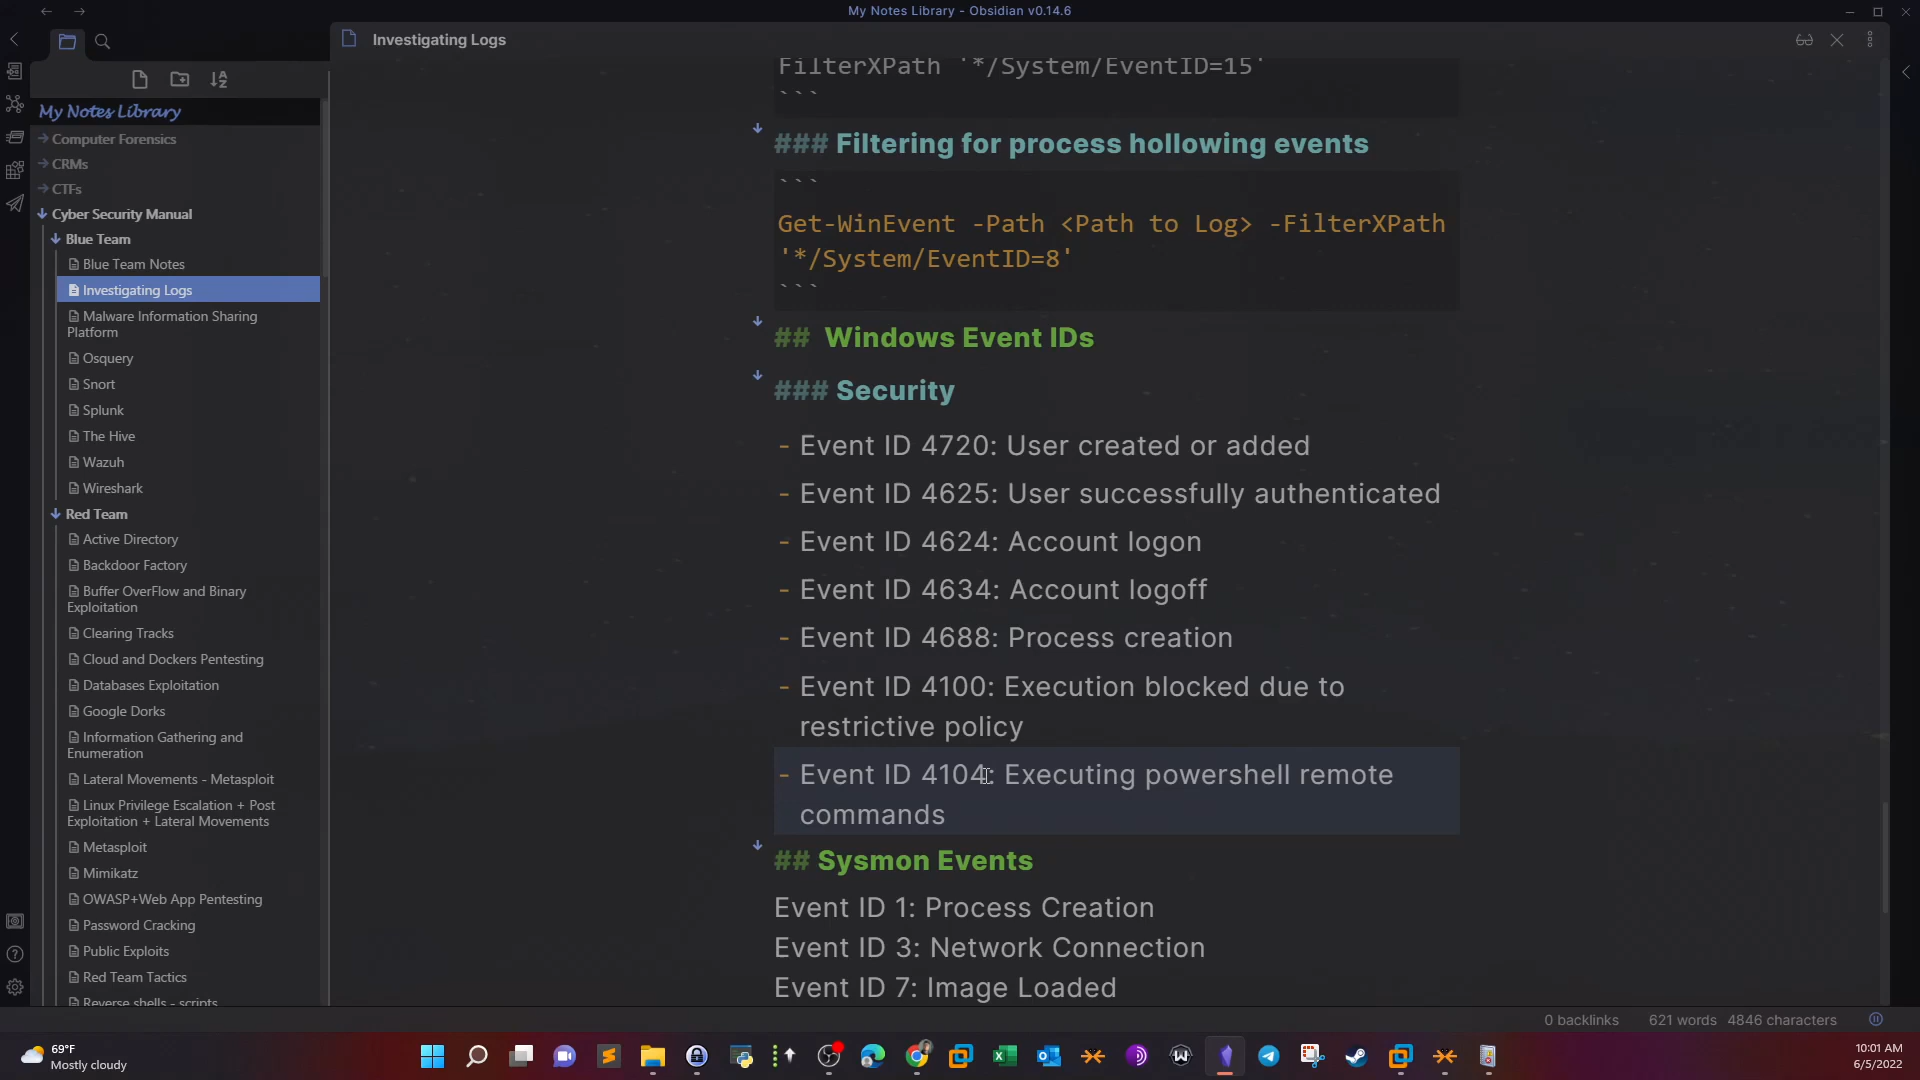 My Notes Library - Obsidian v0.14.6
Investigating Logs
My Notes Library
Computer Forensics
CRMs
CTFs
Cyber Security Manual
Blue Team
Blue Team Notes
Investigating Logs
Malware Information Sharing
Platform
Osquery
Snort
Splunk
The Hive
Wazuh
Wireshark
Red Team
Active Directory
Backdoor Factory
Buffer OverFlow and Binary
Exploitation
Clearing Tracks
Cloud and Dockers Pentesting
Databases Exploitation
Google Dorks
Information Gathering and
Enumeration
Lateral Movements - Metasploit
Linux Privilege Escalation + Post
Exploitation + Lateral Movements
Metasploit
Mimikatz
OWASP+Web App Pentesting
Password Cracking
Public Exploits
Red Team Tactics
Reverse shells - scripts
FilterXPath '*/System/EventID=15'
```
### Filtering for process hollowing events
```
Get-WinEvent -Path <Path to Log> -FilterXPath
'*/System/EventID=8'
```
## Windows Event IDs
### Security
- Event ID 4720: User created or added
- Event ID 4625: User successfully authenticated
- Event ID 4624: Account logon
- Event ID 4634: Account logoff
- Event ID 4688: Process creation
- Event ID 4100: Execution blocked due to
restrictive policy
- Event ID 4104: Executing powershell remote
commands
## Sysmon Events
Event ID 1: Process Creation
Event ID 3: Network Connection
Event ID 7: Image Loaded
0 backlinks 621 words 4846 characters
69°F
Mostly cloudy
10:01 AM
6/5/2022